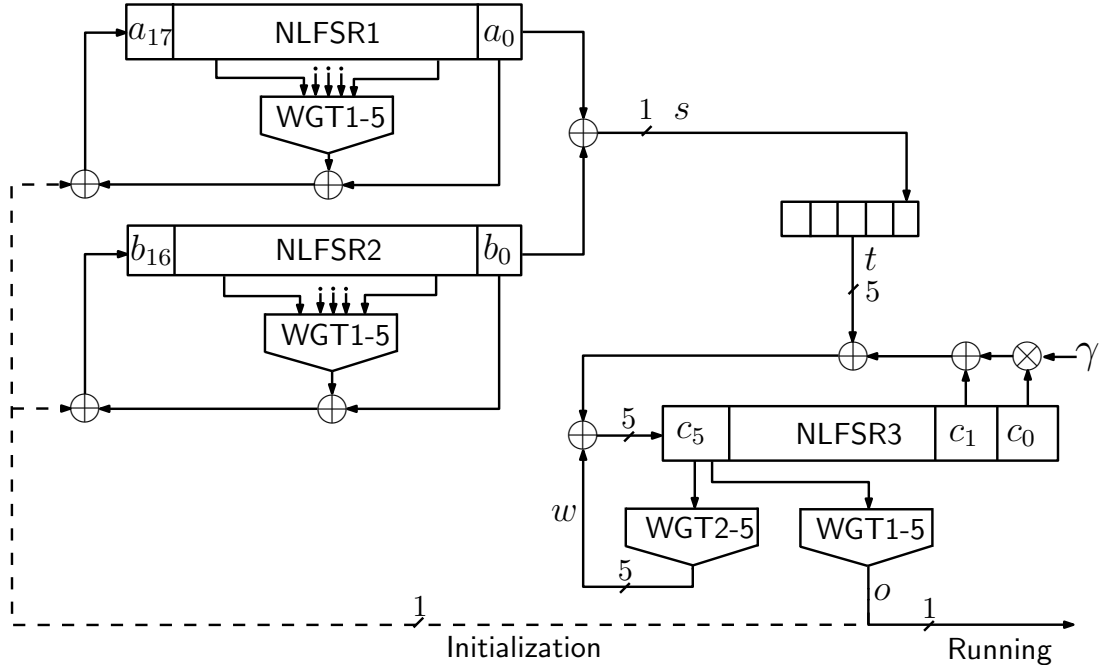 a₁₇ NLFSR1 a₀
WGT1-5
1 s
b₁₆ NLFSR2 b₀
WGT1-5
t
5
γ
5 c₅ NLFSR3 c₁ c₀
w WGT2-5 WGT1-5
5 o
1 1
Initialization Running